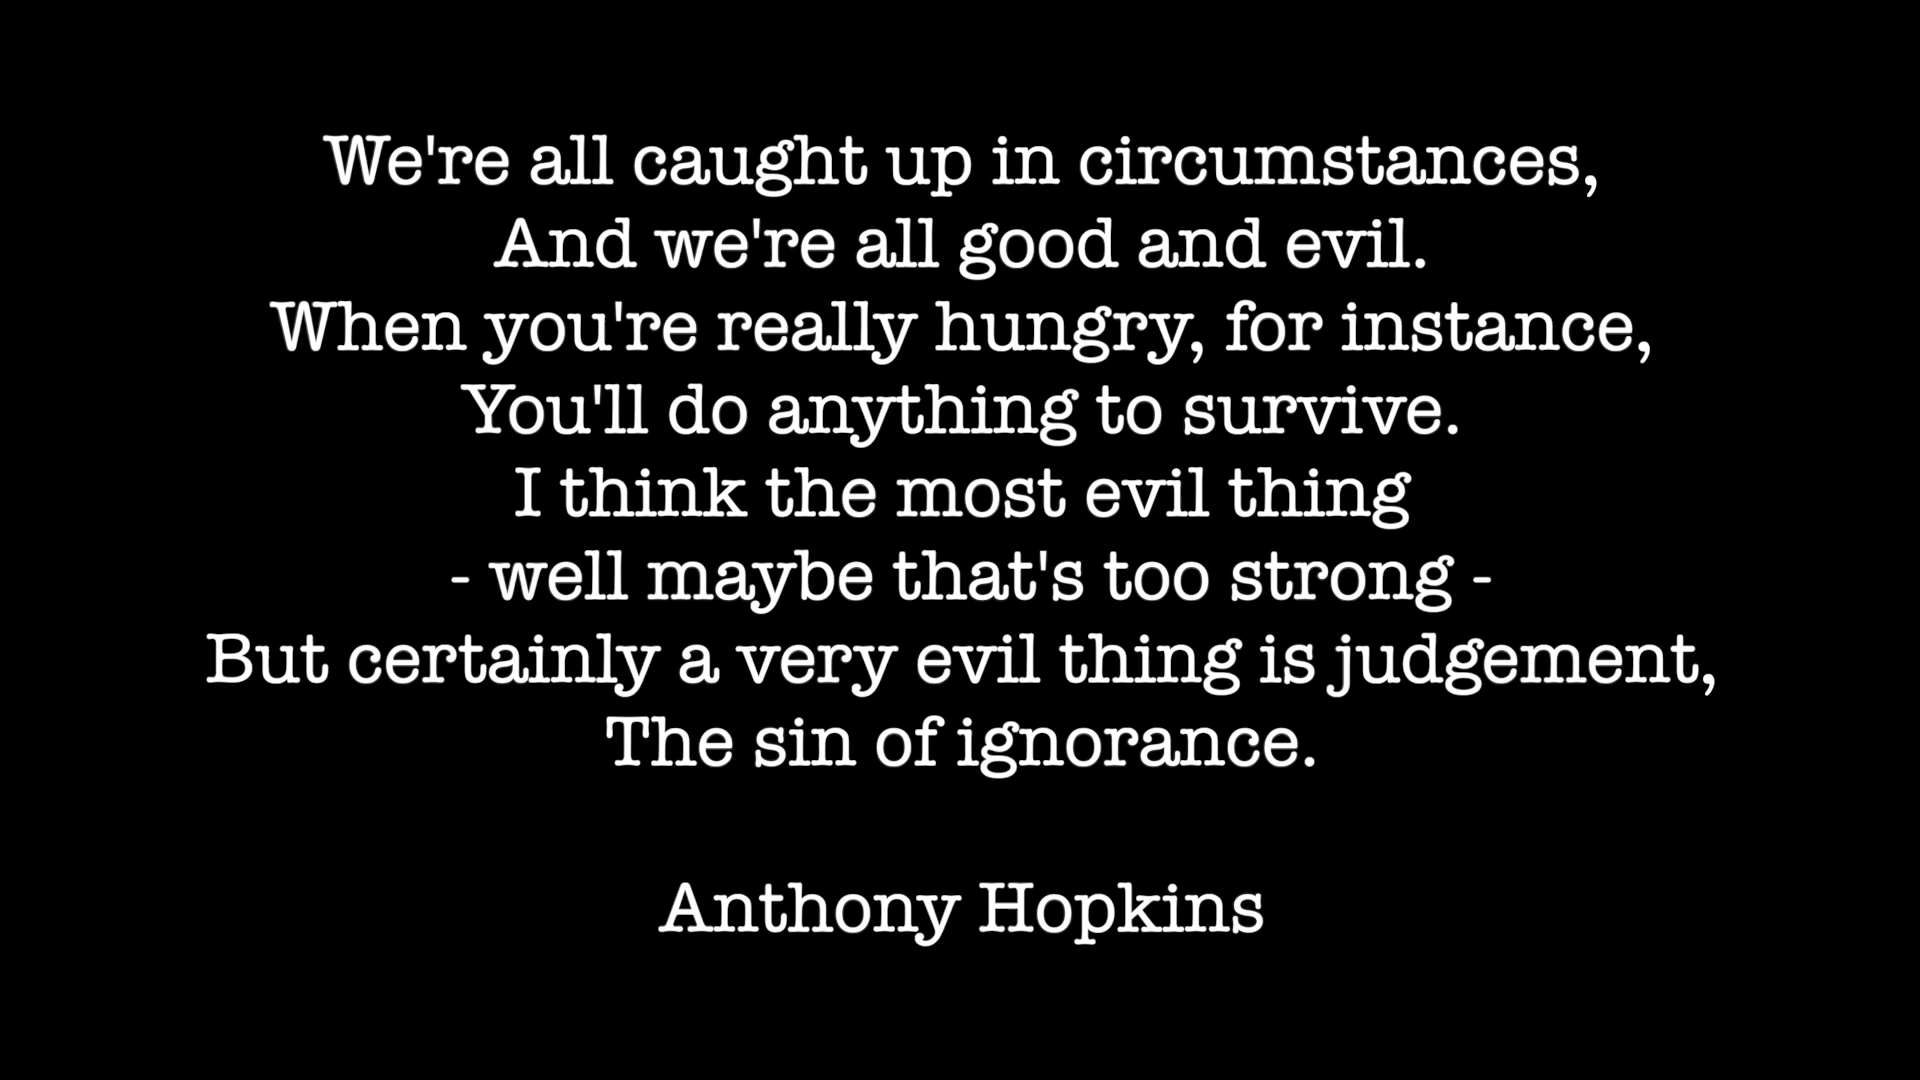 We're all caught up in circumstances,
And we're all good and evil.
When you're really hungry, for instance,
You'll do anything to survive.
I think the most evil thing
- well maybe that's too strong -
But certainly a very evil thing is judgement,
The sin of ignorance.
Anthony Hopkins